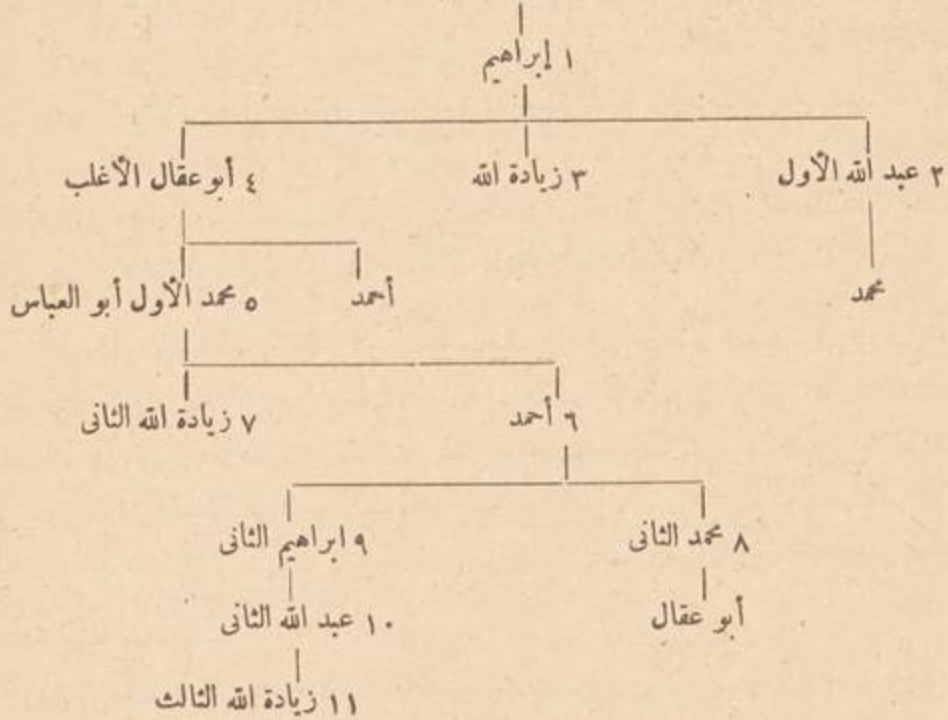 ١ إبراهيم
٢ عبد الله الأول
٣ زيادة الله
٤ أبو عقال الأغلب
محمد
أحمد
٥ محمد الأول أبو العباس
٦ أحمد
٧ زيادة الله الثانى
٨ محمد الثانى
٩ ابراهيم الثانى
أبو عقال
١٠ عبد الله الثانى
١١ زيادة الله الثالث